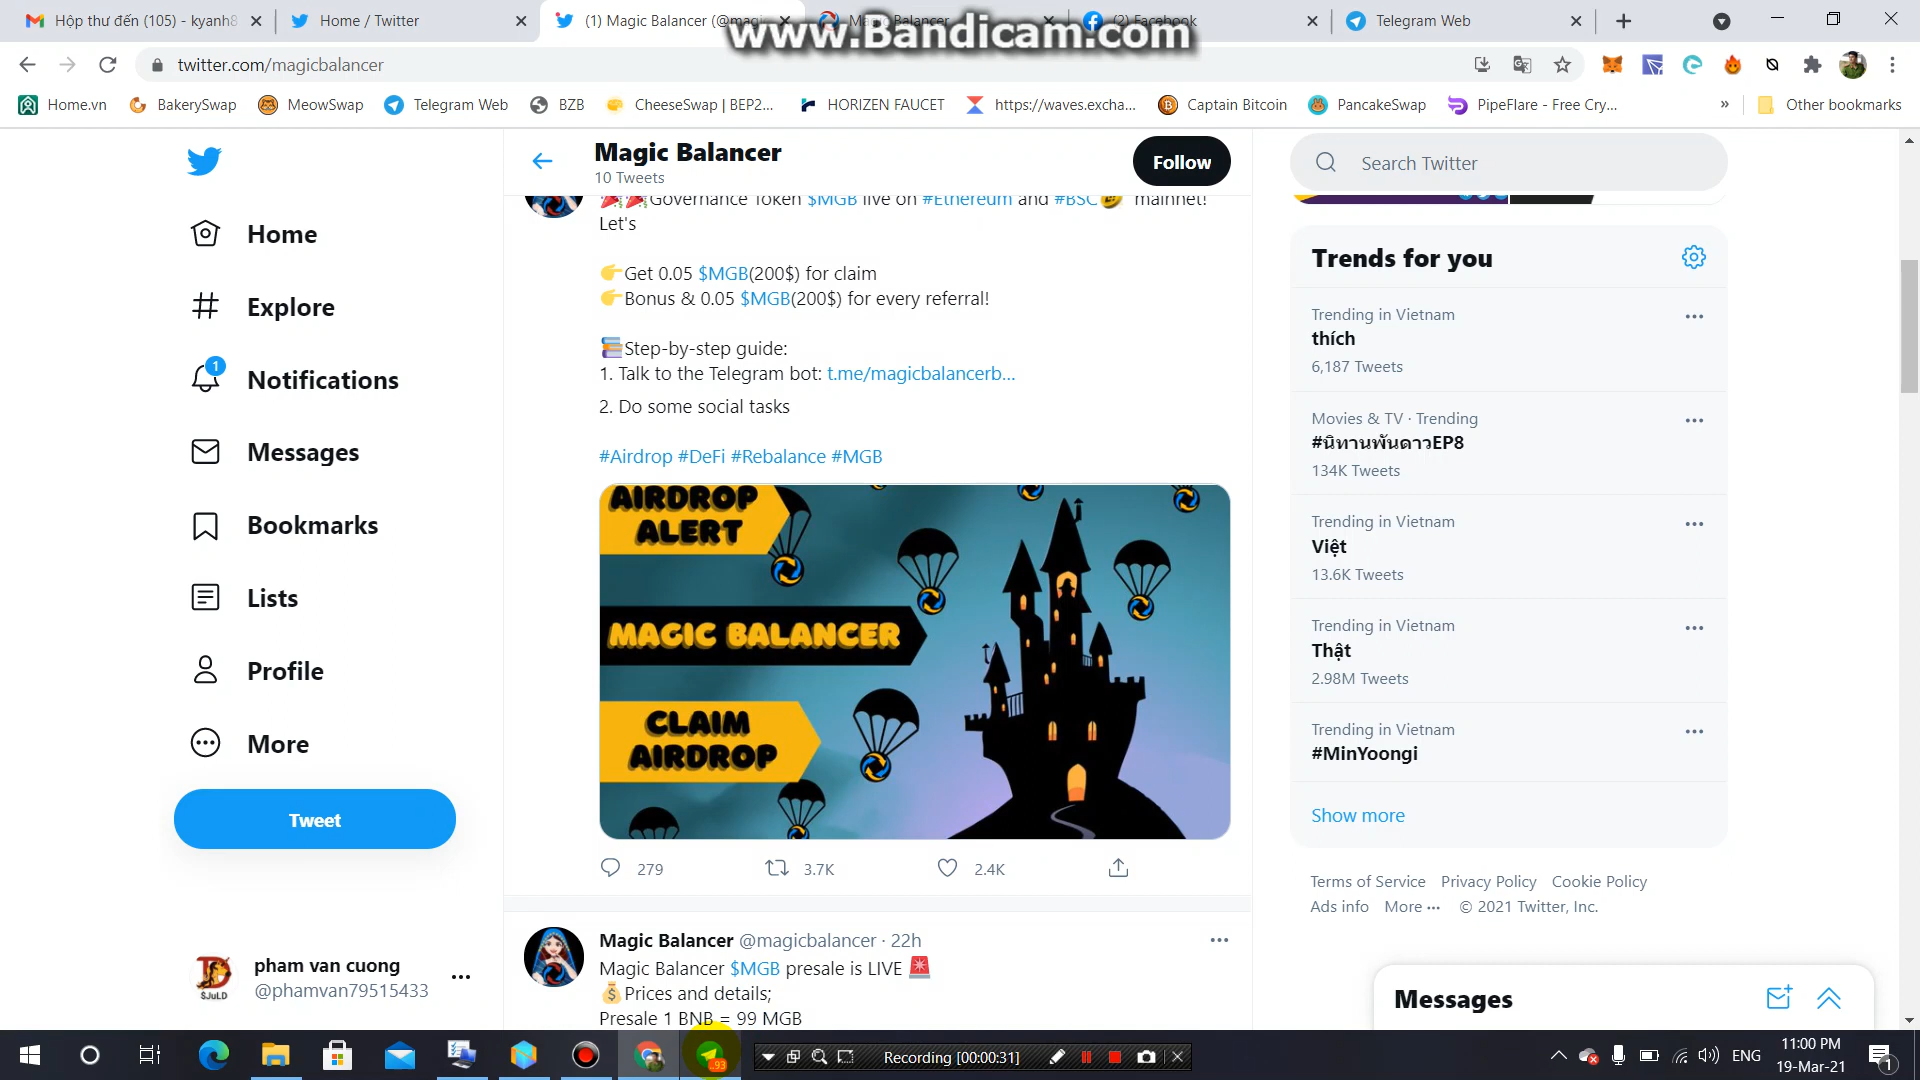 Hộp thư đến (105) - kyanh8
Home / Twitter
(1) Magic Balancer (@magic
Magic Balancer
(2) Facebook
Telegram Web
www.Bandicam.com
twitter.com/magicbalancer
Home.vn
BakerySwap
MeowSwap
Telegram Web
BZB
CheeseSwap | BEP2...
HORIZEN FAUCET
https://waves.excha...
Captain Bitcoin
PancakeSwap
PipeFlare - Free Cry...
»
Other bookmarks
Home
Explore
1
Notifications
Messages
Bookmarks
Lists
Profile
More
Tweet
pham van cuong
@phamvan79515433
SJuLD
Magic Balancer
10 Tweets
Follow
Governance Token $MGB live on #Ethereum and #BSC mainnet!
Let's
👉Get 0.05 $MGB(200$) for claim
👉Bonus & 0.05 $MGB(200$) for every referral!
📚Step-by-step guide:
1. Talk to the Telegram bot: t.me/magicbalancerb...
2. Do some social tasks
#Airdrop #DeFi #Rebalance #MGB
AIRDROP
ALERT
MAGIC BALANCER
CLAIM
AIRDROP
279
3.7K
2.4K
Magic Balancer @magicbalancer · 22h
Magic Balancer $MGB presale is LIVE 🚨
💰Prices and details;
Presale 1 BNB = 99 MGB
Search Twitter
Trends for you
Trending in Vietnam
thích
6,187 Tweets
Movies & TV · Trending
#นิทานพันดาวEP8
134K Tweets
Trending in Vietnam
Việt
13.6K Tweets
Trending in Vietnam
Thật
2.98M Tweets
Trending in Vietnam
#MinYoongi
Show more
Terms of Service Privacy Policy Cookie Policy
Ads info More ··· © 2021 Twitter, Inc.
Messages
Recording [00:00:31]
ENG
11:00 PM
19-Mar-21
1